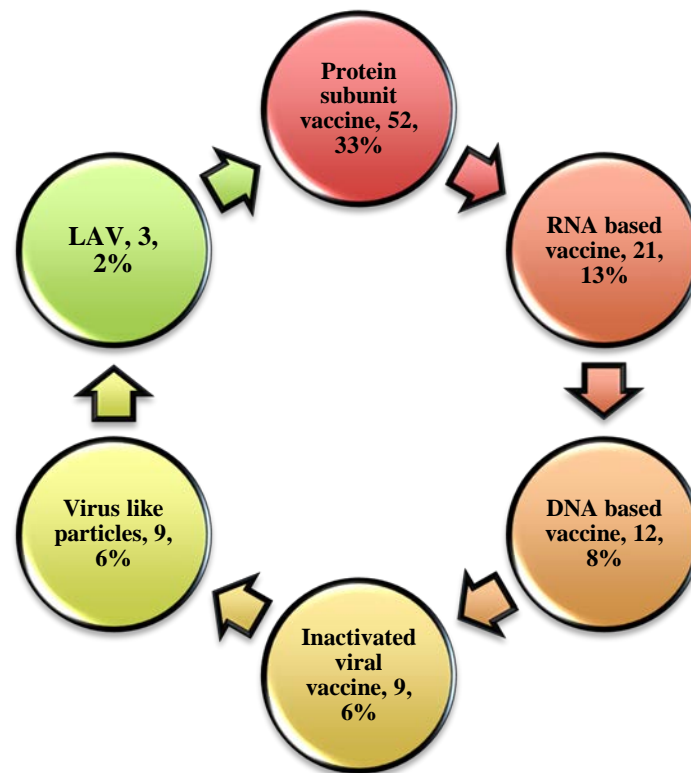 Protein
subunit
vaccine, 52,
33%
RNA based
vaccine, 21,
13%
DNA based
vaccine, 12,
8%
Inactivated
viral
vaccine, 9,
6%
Virus like
particles, 9,
6%
LAV, 3,
2%